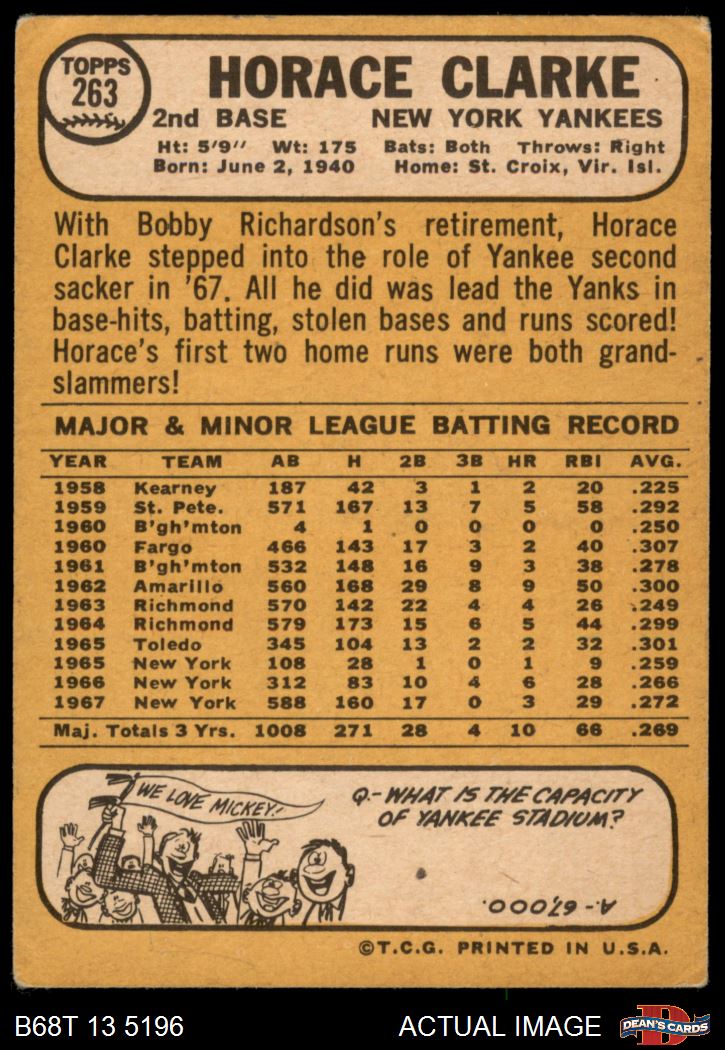 TOPPS
263
HORACE CLARKE
2nd BASE NEW YORK YANKEES
Ht: 5'9" Wt: 175 Bats: Both Throws: Right
Born: June 2, 1940 Home: St. Croix, Vir. Isl.
With Bobby Richardson's retirement, Horace
Clarke stepped into the role of Yankee second
sacker in '67. All he did was lead the Yanks in
base-hits, batting, stolen bases and runs scored!
Horace's first two home runs were both grand-
slammers!
MAJOR & MINOR LEAGUE BATTING RECORD
YEAR TEAM AB H 2B 3B HR RBI AVG.
1958 Kearney 187 42 3 1 2 20 .225
1959 St. Pete. 571 167 13 7 5 58 .292
1960 B'gh'mton 4 1 0 0 0 0 .250
1960 Fargo 466 143 17 3 2 40 .307
1961 B'gh'mton 532 148 16 9 3 38 .278
1962 Amarillo 560 168 29 8 9 50 .300
1963 Richmond 570 142 22 4 4 26 .249
1964 Richmond 579 173 15 6 5 44 .299
1965 Toledo 345 104 13 2 2 32 .301
1965 New York 108 28 1 0 1 9 .259
1966 New York 312 83 10 4 6 28 .266
1967 New York 588 160 17 0 3 29 .272
Maj. Totals 3 Yrs. 1008 271 28 4 10 66 .269
WE LOVE MICKEY!
Q.-WHAT IS THE CAPACITY
OF YANKEE STADIUM?
A.-67,000.
©T.C.G. PRINTED IN U.S.A.
B68T 13 5196 ACTUAL IMAGE
D
DEAN'S CARDS